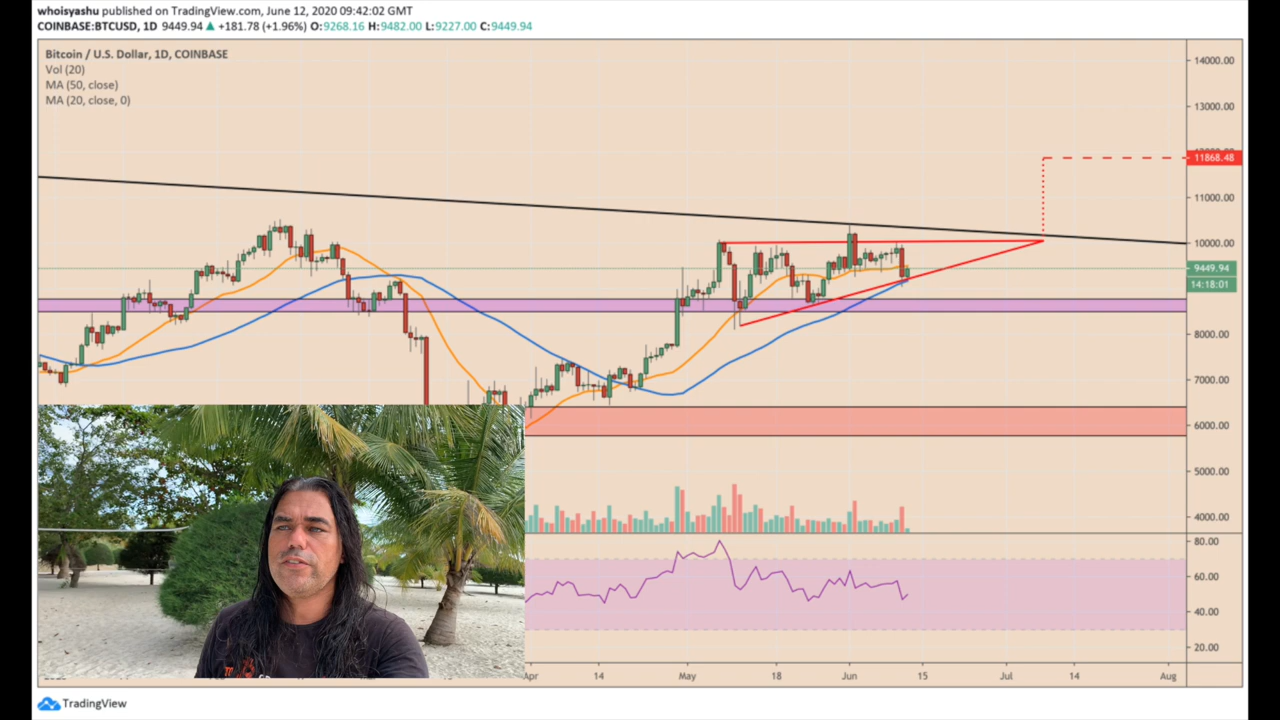 whoisyashu published on TradingView.com, June 12, 2020 09:42:02 GMT
COINBASE:BTCUSD, 1D 9449.94 ▲ +181.78 (+1.96%) O:9268.16 H:9482.00 L:9227.00 C:9449.94
Bitcoin / U.S. Dollar, 1D, COINBASE
Vol (20)
MA (50, close)
MA (20, close, 0)
14000.00
13000.00
11868.48
11000.00
10000.00
9449.94
14:18:01
8000.00
7000.00
6000.00
5000.00
4000.00
80.00
60.00
40.00
20.00
Apr 14 May 18 Jun 15 Jul 14 Aug
TradingView